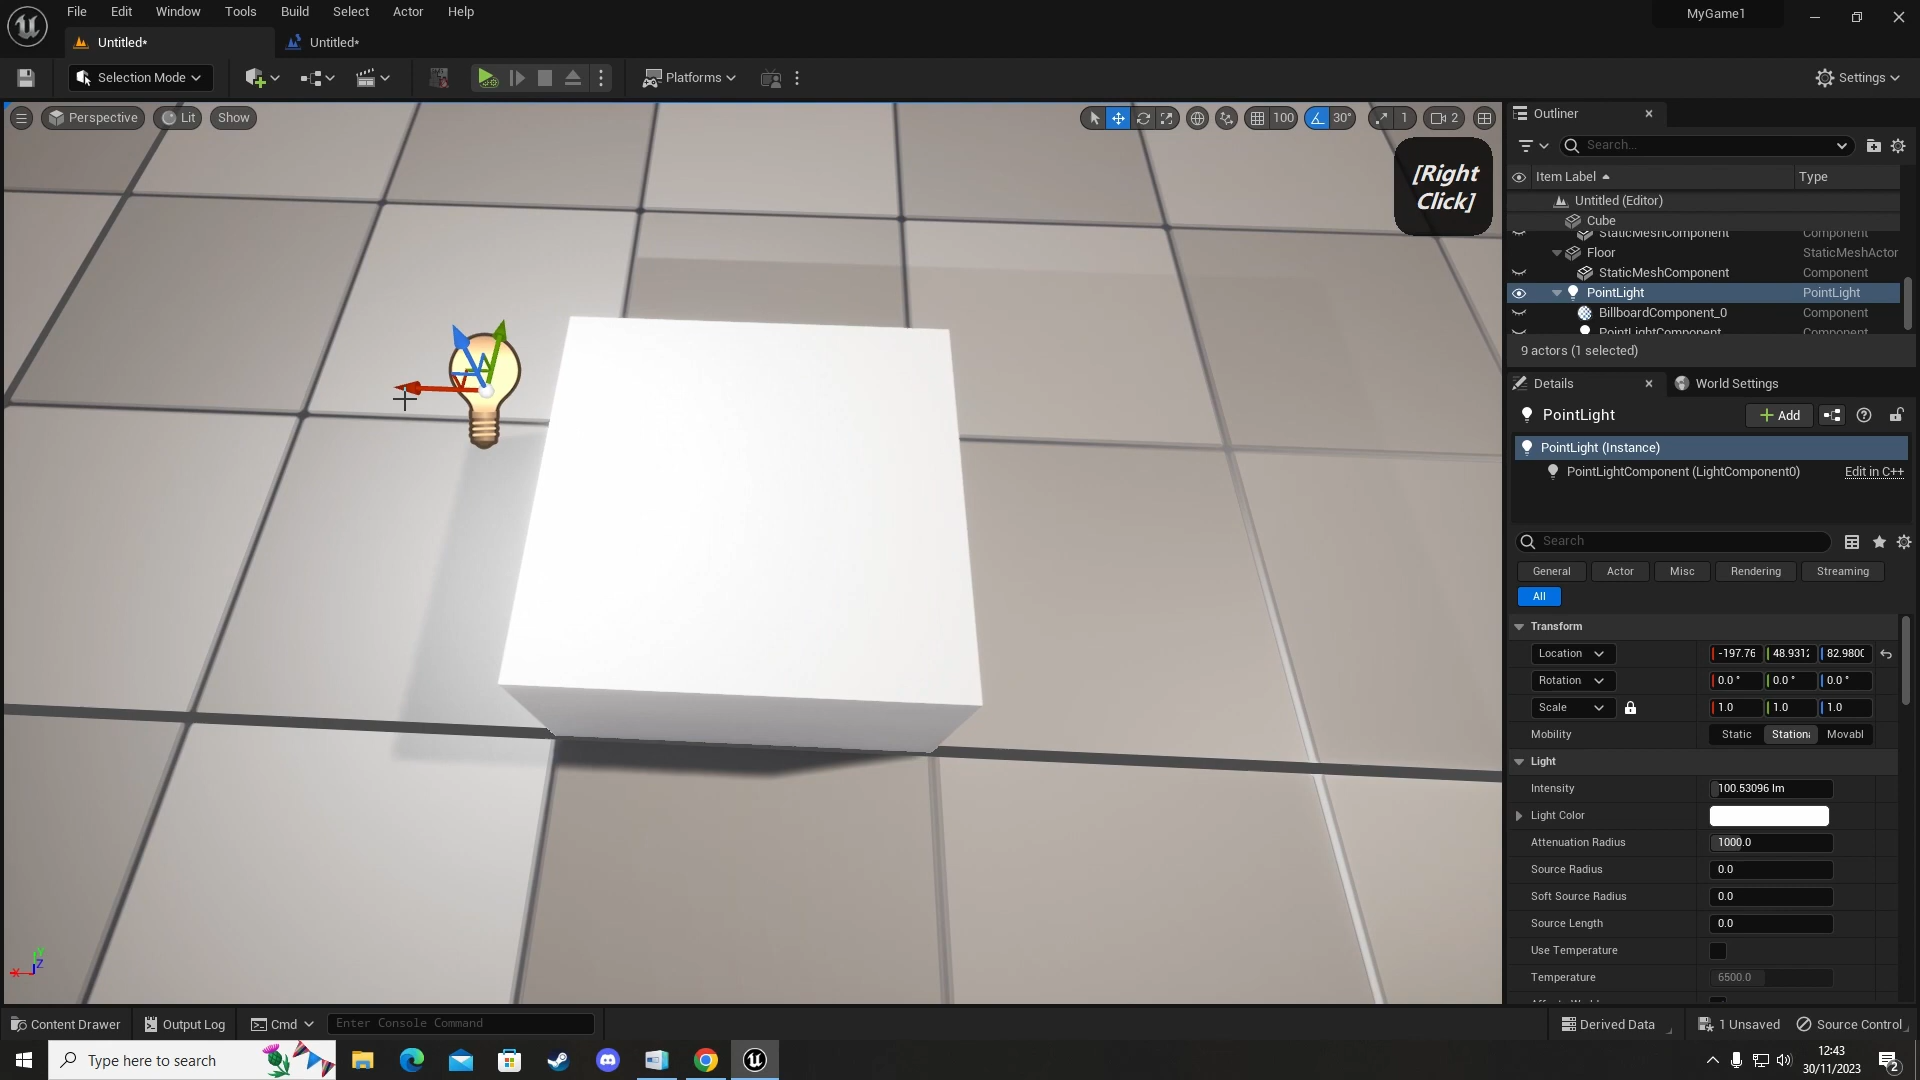 File Edit Window Tools Build Select Actor Help
MyGame1
Untitled* Untitled*
Selection Mode Platforms Settings
Perspective Lit Show 100 30° 1 2
[Right
Click]
Outliner
Search...
Item Label Type
Untitled (Editor)
Cube
StaticMeshComponent Component
Floor StaticMeshActor
StaticMeshComponent Component
PointLight PointLight
BillboardComponent_0 Component
PointLightComponent Component
9 actors (1 selected)
Details World Settings
PointLight Add
PointLight (Instance)
PointLightComponent (LightComponent0) Edit in C++
Search
General Actor Misc Rendering Streaming
All
Transform
Location -197.76 48.9312 82.980
Rotation 0.0 ° 0.0 ° 0.0 °
Scale 1.0 1.0 1.0
Mobility Static Station Movabl
Light
Intensity 100.53096 lm
Light Color
Attenuation Radius 1000.0
Source Radius 0.0
Soft Source Radius 0.0
Source Length 0.0
Use Temperature
Temperature 6500.0
X Y Z
Content Drawer Output Log Cmd Enter Console Command Derived Data 1 Unsaved Source Control
Type here to search
12:43
30/11/2023
2